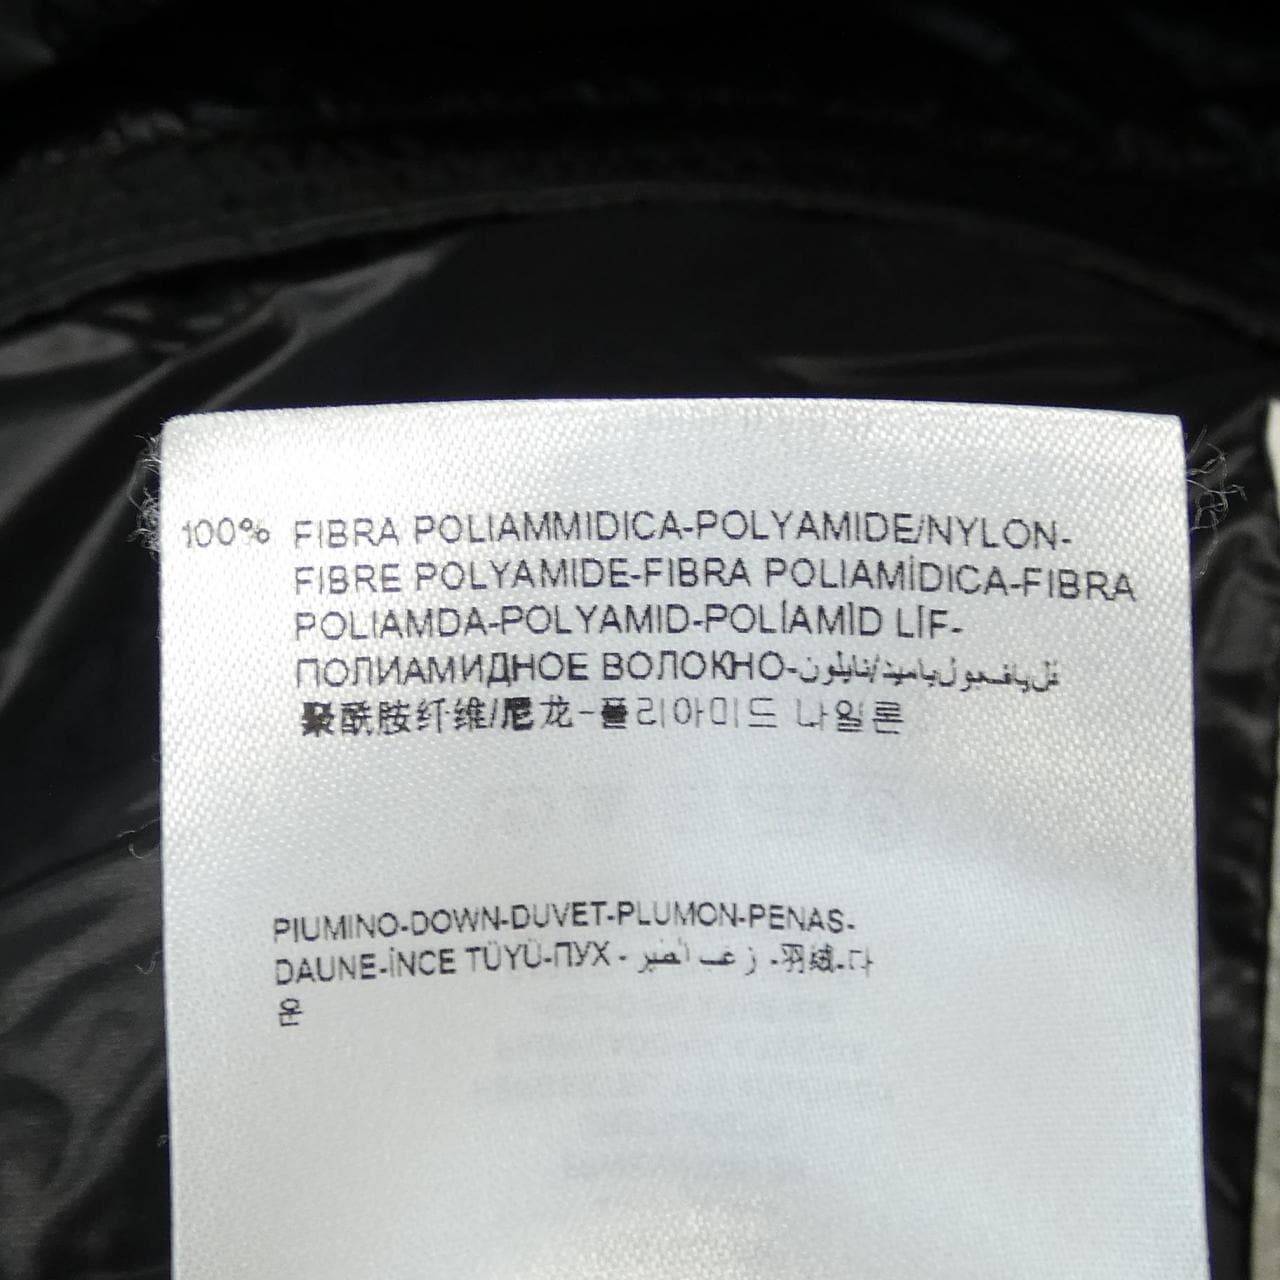 100% FIBRA POLIAMMIDICA-POLYAMIDE/NYLON-
FIBRE POLYAMIDE-FIBRA POLIAMİDICA-FIBRA
POLIAMDA-POLYAMID-POLİAMİD LİF-
ПОЛИАМИДНОЕ ВОЛОКНО-
聚酰胺纤维/尼龙-폴리아미드 나일론
PIUMINO-DOWN-DUVET-PLUMON-PENAS-
DAUNE-İNCE TÜYÜ-ПУХ - -羽绒-다
운